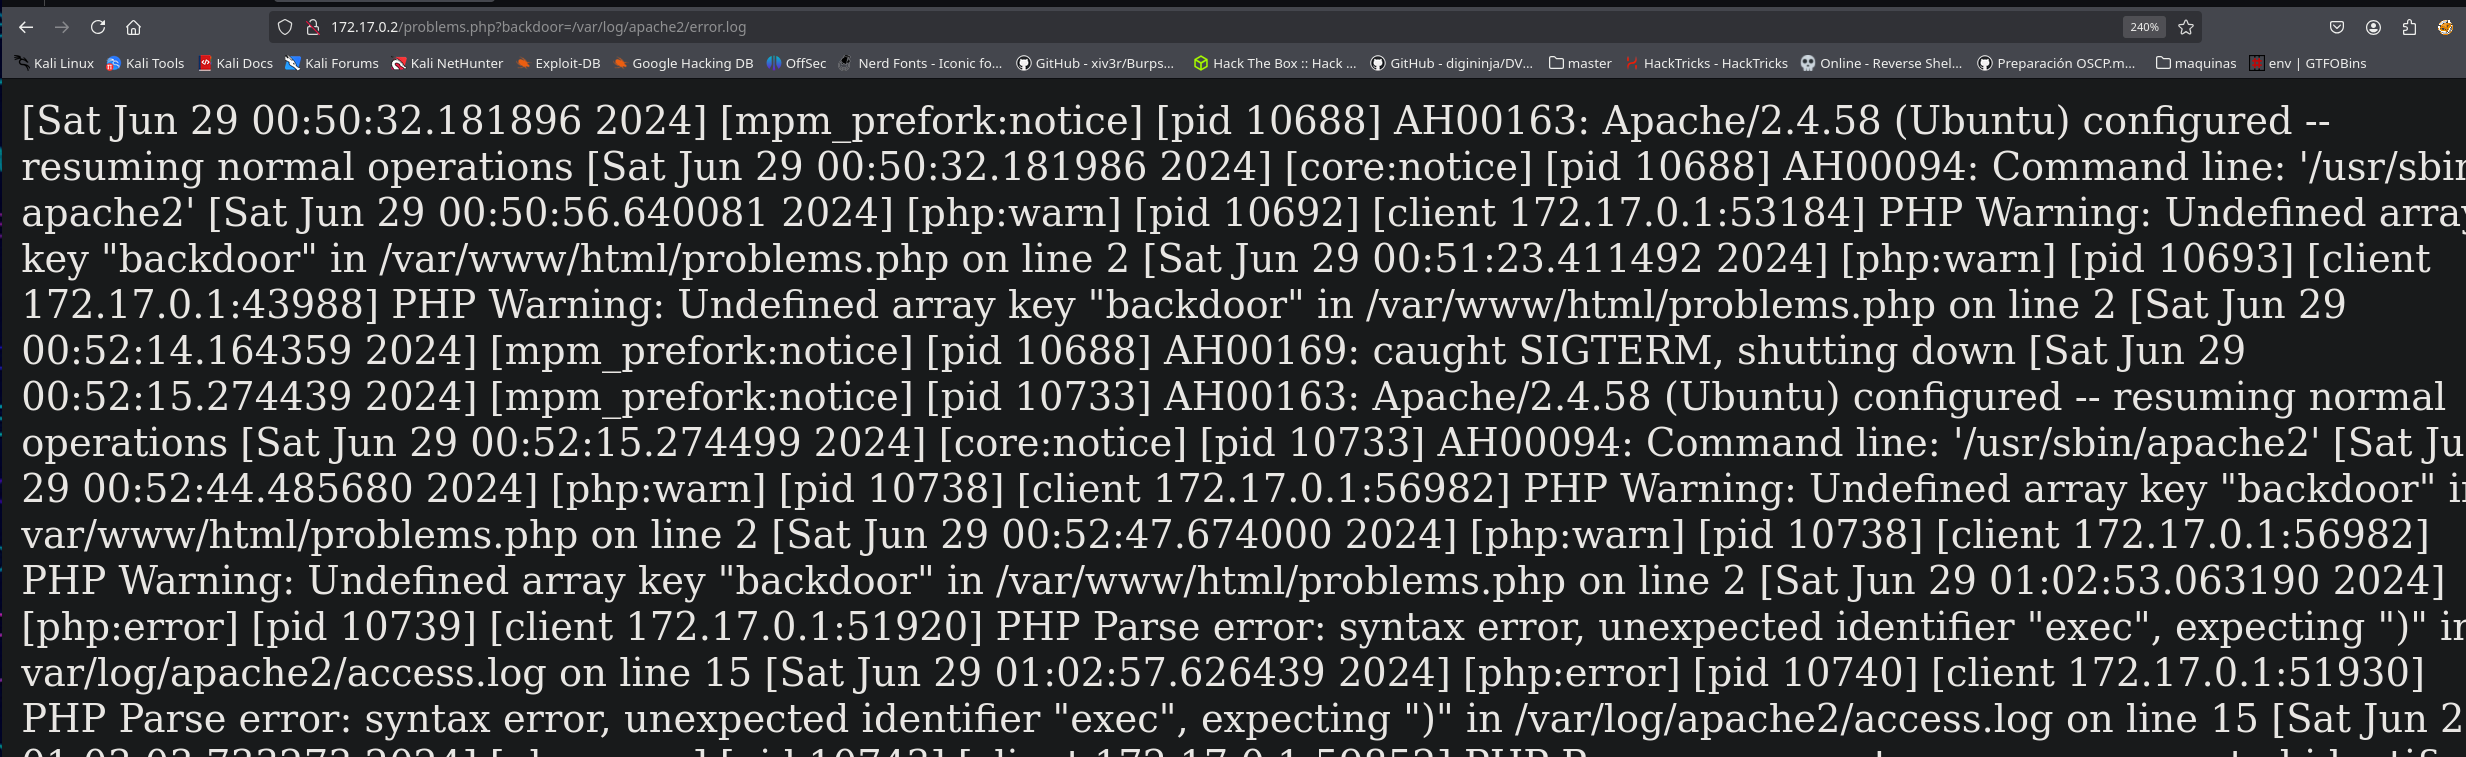 172.17.0.2/problems.php?backdoor=/var/log/apache2/error.log
240%
Kali Linux Kali Tools Kali Docs Kali Forums Kali NetHunter Exploit-DB Google Hacking DB Offsec Nerd Fonts - Iconic fo... GitHub - xiv3r/Burps... Hack The Box :: Hack ... GitHub - digininja/DV... master HackTricks - HackTricks Online - Reverse Shel... Preparación OSCP.m... maquinas env | GTFOBins
[Sat Jun 29 00:50:32.181896 2024] [mpm_prefork:notice] [pid 10688] AH00163: Apache/2.4.58 (Ubuntu) configured --
resuming normal operations [Sat Jun 29 00:50:32.181986 2024] [core:notice] [pid 10688] AH00094: Command line: '/usr/sbin
apache2' [Sat Jun 29 00:50:56.640081 2024] [php:warn] [pid 10692] [client 172.17.0.1:53184] PHP Warning: Undefined array
key "backdoor" in /var/www/html/problems.php on line 2 [Sat Jun 29 00:51:23.411492 2024] [php:warn] [pid 10693] [client
172.17.0.1:43988] PHP Warning: Undefined array key "backdoor" in /var/www/html/problems.php on line 2 [Sat Jun 29
00:52:14.164359 2024] [mpm_prefork:notice] [pid 10688] AH00169: caught SIGTERM, shutting down [Sat Jun 29
00:52:15.274439 2024] [mpm_prefork:notice] [pid 10733] AH00163: Apache/2.4.58 (Ubuntu) configured -- resuming normal
operations [Sat Jun 29 00:52:15.274499 2024] [core:notice] [pid 10733] AH00094: Command line: '/usr/sbin/apache2' [Sat Ju
29 00:52:44.485680 2024] [php:warn] [pid 10738] [client 172.17.0.1:56982] PHP Warning: Undefined array key "backdoor" in
var/www/html/problems.php on line 2 [Sat Jun 29 00:52:47.674000 2024] [php:warn] [pid 10738] [client 172.17.0.1:56982]
PHP Warning: Undefined array key "backdoor" in /var/www/html/problems.php on line 2 [Sat Jun 29 01:02:53.063190 2024]
[php:error] [pid 10739] [client 172.17.0.1:51920] PHP Parse error: syntax error, unexpected identifier "exec", expecting ")" in
var/log/apache2/access.log on line 15 [Sat Jun 29 01:02:57.626439 2024] [php:error] [pid 10740] [client 172.17.0.1:51930]
PHP Parse error: syntax error, unexpected identifier "exec", expecting ")" in /var/log/apache2/access.log on line 15 [Sat Jun 2